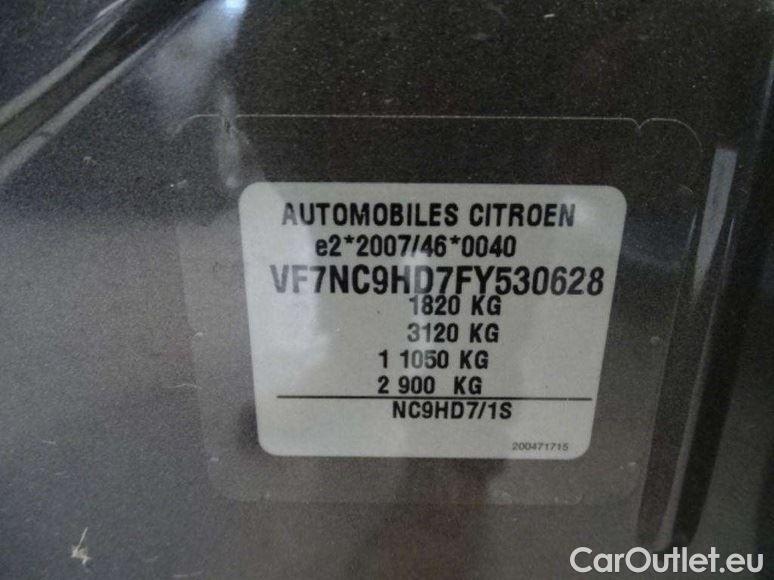 AUTOMOBILES CITROEN
e2*2007/46*0040
VF7NC9HD7FY530628
1820 KG
3120 KG
1 1050 KG
2 900 KG
NC9HD7/1S
200471715
CarOutlet.eu